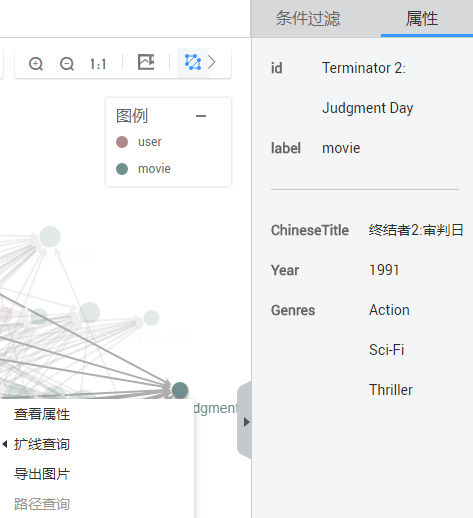 条件过滤
属性
1:1
图例
user
movie
dgment
查看属性
扩线查询
导出图片
路径查询
id Terminator 2:
Judgment Day
label movie
ChineseTitle 终结者2:审判日
Year 1991
Genres Action
Sci-Fi
Thriller